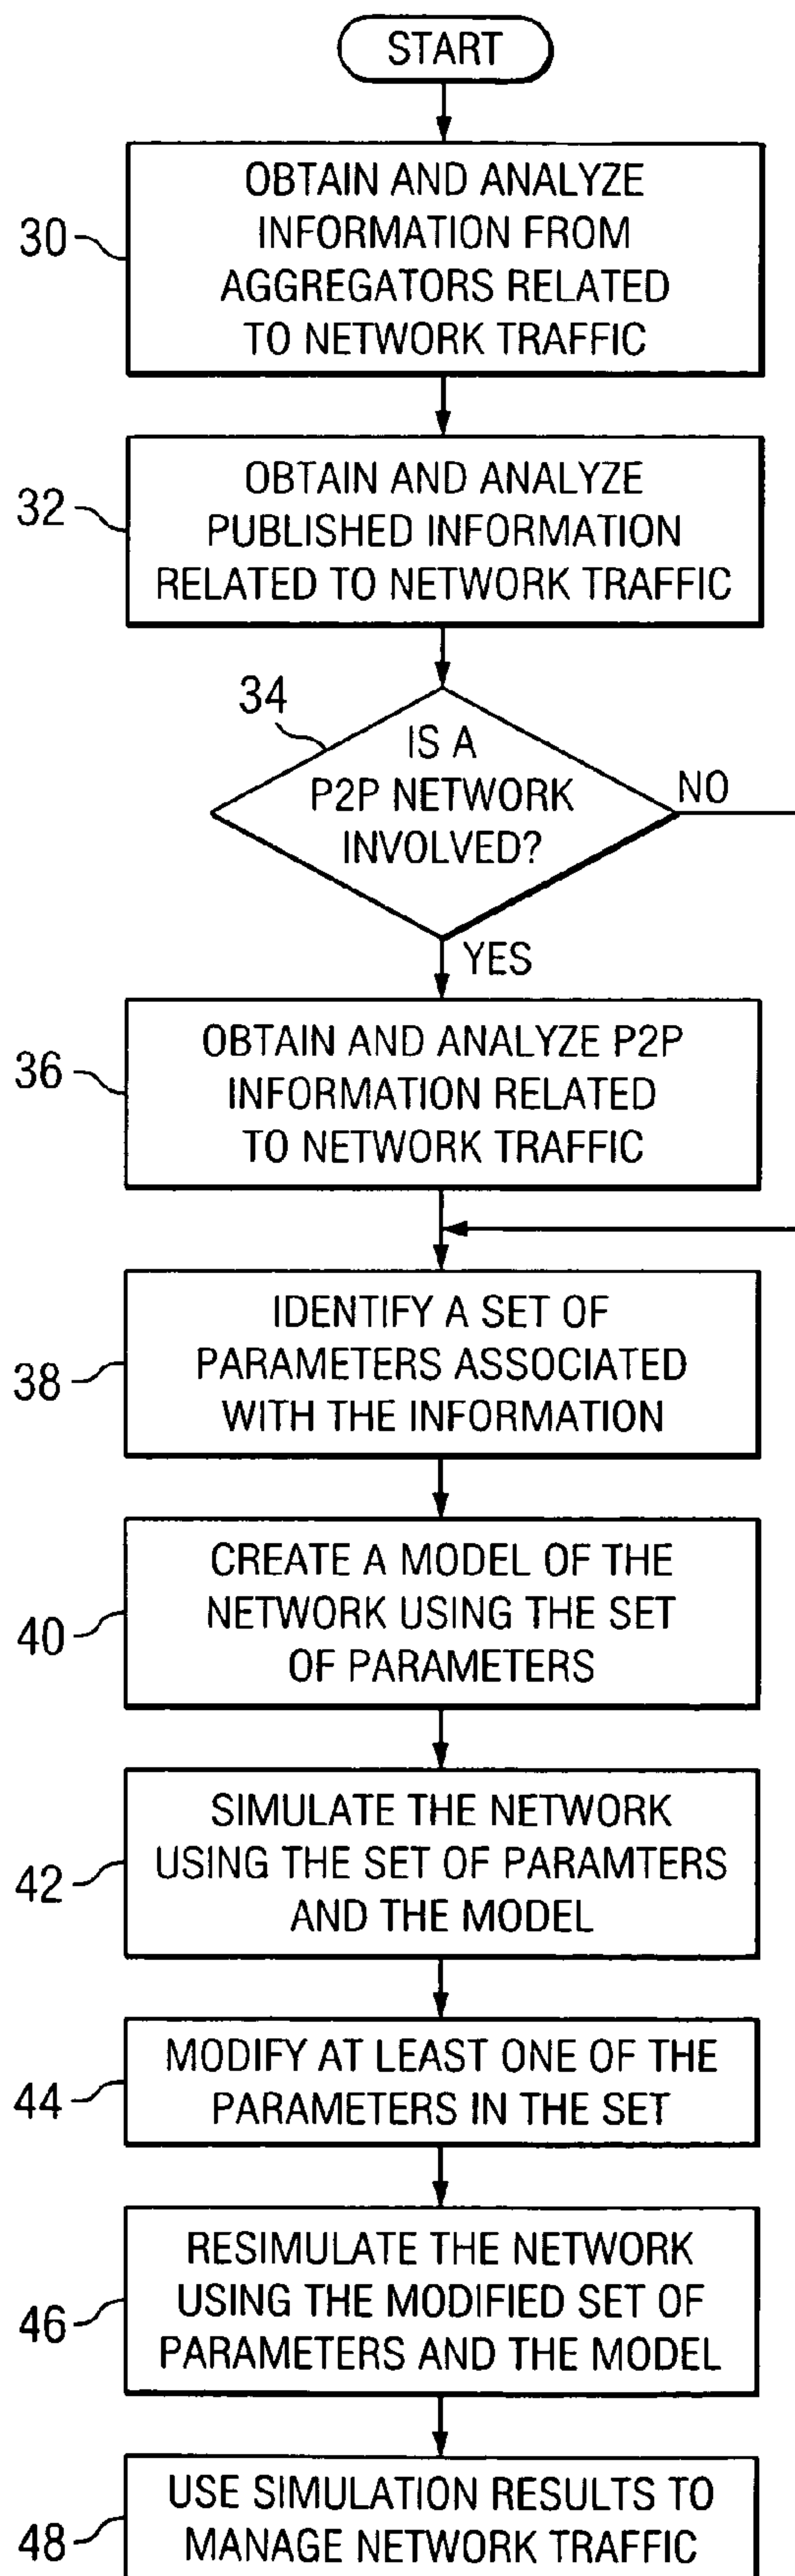 START
30
OBTAIN AND ANALYZE
INFORMATION FROM
AGGREGATORS RELATED
TO NETWORK TRAFFIC
32
OBTAIN AND ANALYZE
PUBLISHED INFORMATION
RELATED TO NETWORK TRAFFIC
34
IS A
P2P NETWORK
INVOLVED?
NO
YES
36
OBTAIN AND ANALYZE P2P
INFORMATION RELATED
TO NETWORK TRAFFIC
38
IDENTIFY A SET OF
PARAMETERS ASSOCIATED
WITH THE INFORMATION
40
CREATE A MODEL OF THE
NETWORK USING THE SET
OF PARAMETERS
42
SIMULATE THE NETWORK
USING THE SET OF PARAMTERS
AND THE MODEL
44
MODIFY AT LEAST ONE OF THE
PARAMETERS IN THE SET
46
RESIMULATE THE NETWORK
USING THE MODIFIED SET OF
PARAMETERS AND THE MODEL
48
USE SIMULATION RESULTS TO
MANAGE NETWORK TRAFFIC